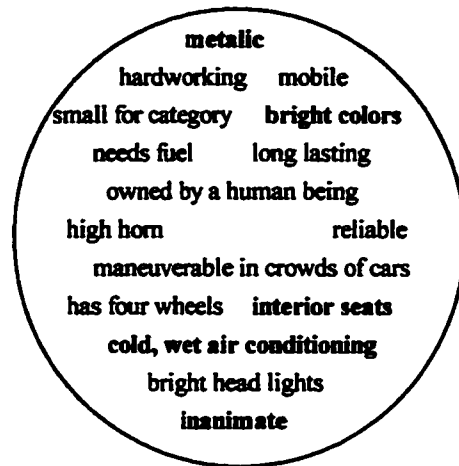 metalic
hardworking mobile
small for category bright colors
needs fuel long lasting
owned by a human being
high horn reliable
maneuverable in crowds of cars
has four wheels interior seats
cold, wet air conditioning
bright head lights
inanimate